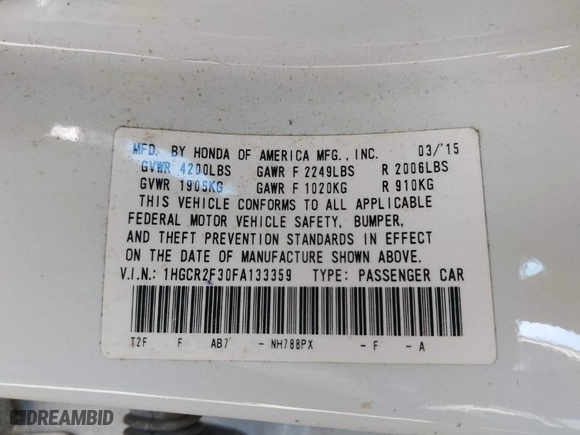 MFD. BY HONDA OF AMERICA MFG., INC. 03/'15
GVWR 4200LBS GAWR F 2249LBS R 2006LBS
GVWR 1905KG GAWR F 1020KG R 910KG
THIS VEHICLE CONFORMS TO ALL APPLICABLE
FEDERAL MOTOR VEHICLE SAFETY, BUMPER,
AND THEFT PREVENTION STANDARDS IN EFFECT
ON THE DATE OF MANUFACTURE SHOWN ABOVE.
V.I.N.: 1HGCR2F30FA133359 TYPE: PASSENGER CAR
T2F F AB7 - NH788PX - F - A
DREAMBID